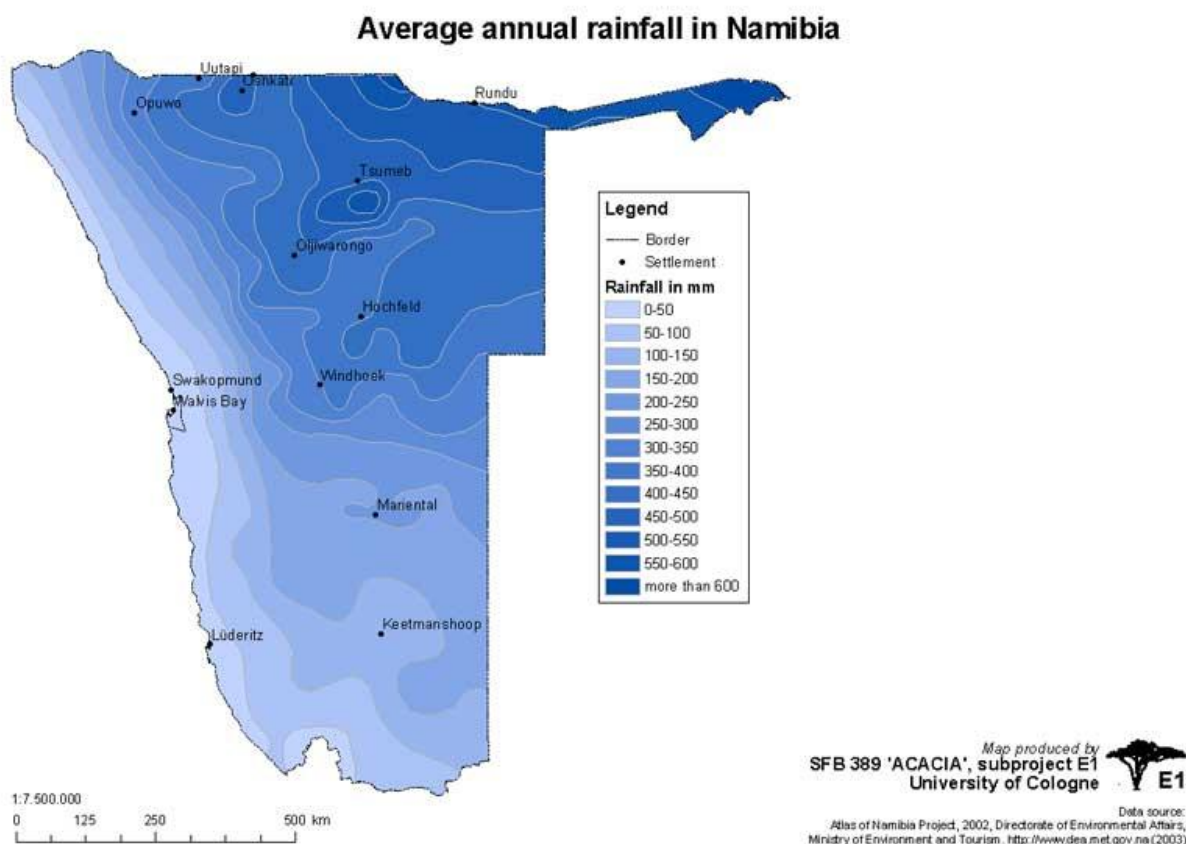 Average annual rainfall in Namibia
Uutapi
Opuwo
Rundu
Tsumeb
Otjiwarongo
Hochfeld
Windhoek
Swakopmund
Walvis Bay
Mariental
Keetmanshoop
Lüderitz
Legend
Border
Settlement
Rainfall in mm
0-50
50-100
100-150
150-200
200-250
250-300
300-350
350-400
400-450
450-500
500-550
550-600
more than 600
1:7.500.000
0 125 250 500 km
Map produced by
SFB 389 'ACACIA', subproject E1
University of Cologne
E1
Data source:
Atlas of Namibia Project, 2002, Directorate of Environmental Affairs,
Ministry of Environment and Tourism, http://www.dea.met.gov.na (2003)